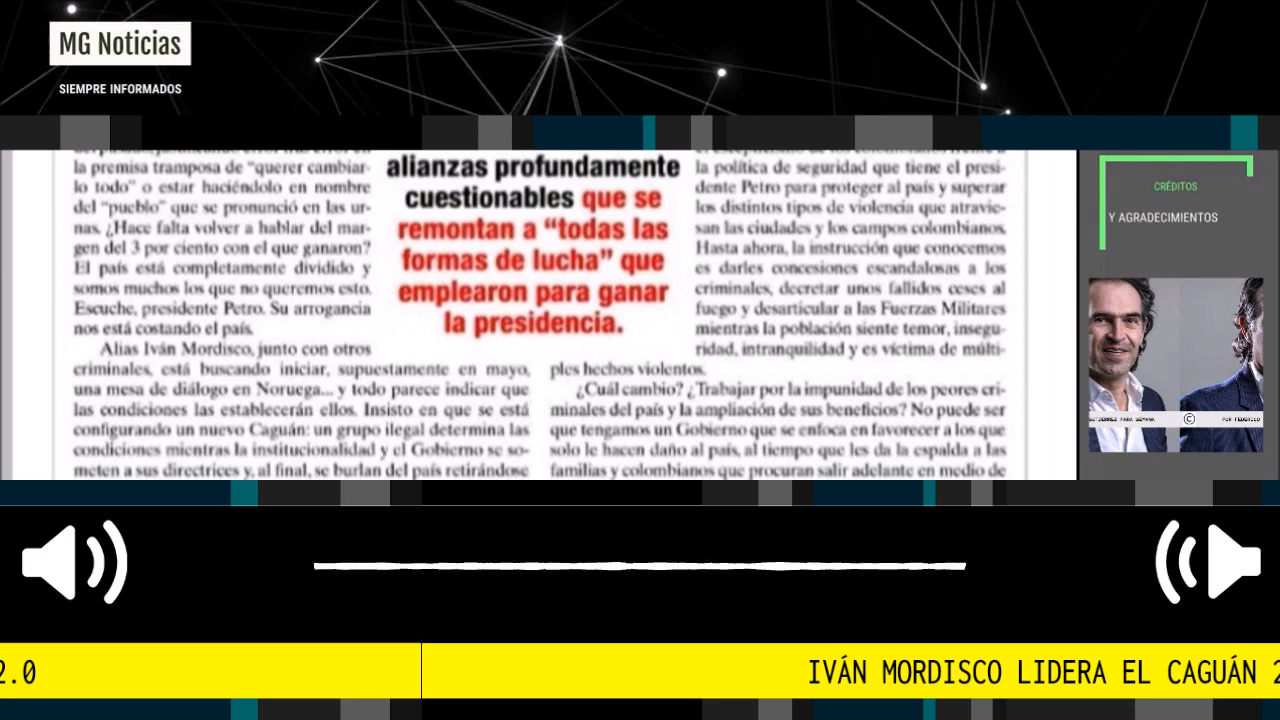 MG Noticias
SIEMPRE INFORMADOS
la premisa tramposa de “querer cambiar-
lo todo” o estar haciéndolo en nombre
del “pueblo” que se pronunció en las ur-
nas. ¿Hace falta volver a hablar del mar-
gen del 3 por ciento con el que ganaron?
El país está completamente dividido y
somos muchos los que no queremos esto.
Escuche, presidente Petro. Su arrogancia
nos está costando el país.
Alias Iván Mordisco, junto con otros
criminales, está buscando iniciar, supuestamente en mayo,
una mesa de diálogo en Noruega... y todo parece indicar que
las condiciones las establecerán ellos. Insisto en que se está
configurando un nuevo Caguán: un grupo ilegal determina las
condiciones mientras la institucionalidad y el Gobierno se so-
meten a sus directrices y, al final, se burlan del país retirándose
alianzas profundamente
cuestionables que se
remontan a “todas las
formas de lucha” que
emplearon para ganar
la presidencia.
la política de seguridad que tiene el presi-
dente Petro para proteger al país y superar
los distintos tipos de violencia que atravie-
san las ciudades y los campos colombianos.
Hasta ahora, la instrucción que conocemos
es darles concesiones escandalosas a los
criminales, decretar unos fallidos ceses al
fuego y desarticular a las Fuerzas Militares
mientras la población siente temor, insegu-
ridad, intranquilidad y es víctima de múlti-
ples hechos violentos.
¿Cuál cambio? ¿Trabajar por la impunidad de los peores cri-
minales del país y la ampliación de sus beneficios? No puede ser
que tengamos un Gobierno que se enfoca en favorecer a los que
solo le hacen daño al país, al tiempo que les da la espalda a las
familias y colombianos que procuran salir adelante en medio de
CRÉDITOS
Y AGRADECIMIENTOS
GUTIERREZ PARA SEMANA © POR FEDERICO
2.0 IVÁN MORDISCO LIDERA EL CAGUÁN 2